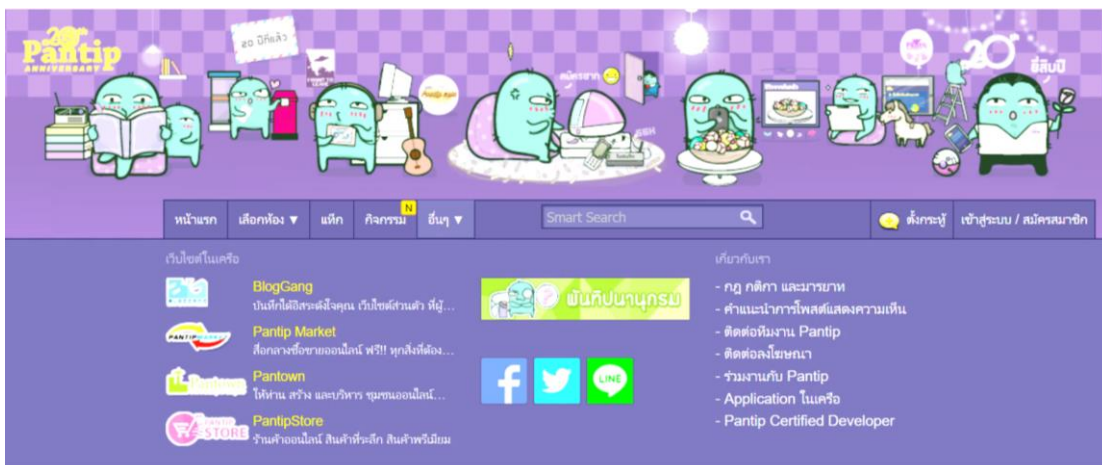 20th
Pantip
ANNIVERSARY
๒๐ ปีที่แล้ว
สมัครยาก
20th
ยี่สิบปี
หน้าแรก
เลือกห้อง ▼
แท็ก
กิจกรรม
N
อื่นๆ ▼
Smart Search
ตั้งกระทู้
เข้าสู่ระบบ / สมัครสมาชิก
เว็บไซต์ในเครือ
BlogGang
บันทึกได้อิสระดั่งใจคุณ เว็บไซต์ส่วนตัว ที่ผู้...
PANTIPMARKET
Pantip Market
สื่อกลางซื้อขายออนไลน์ ฟรี!! ทุกสิ่งที่ต้อง...
Pantown
Pantown
ให้ท่าน สร้าง และบริหาร ชุมชนออนไลน์...
PANTIP
STORE
PantipStore
ร้านค้าออนไลน์ สินค้าที่ระลึก สินค้าพรีเมียม
พันทิปนานุกรม
LINE
เกี่ยวกับเรา
- กฎ กติกา และมารยาท
- คำแนะนำการโพสต์แสดงความเห็น
- ติดต่อทีมงาน Pantip
- ติดต่อลงโฆษณา
- ร่วมงานกับ Pantip
- Application ในเครือ
- Pantip Certified Developer